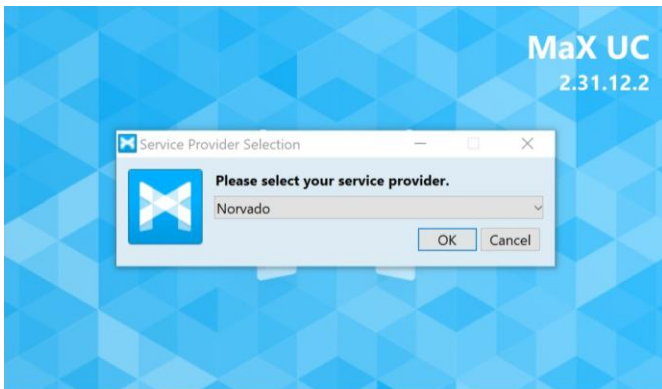 MaX UC
2.31.12.2
Service Provider Selection
Please select your service provider.
Norvado
OK Cancel